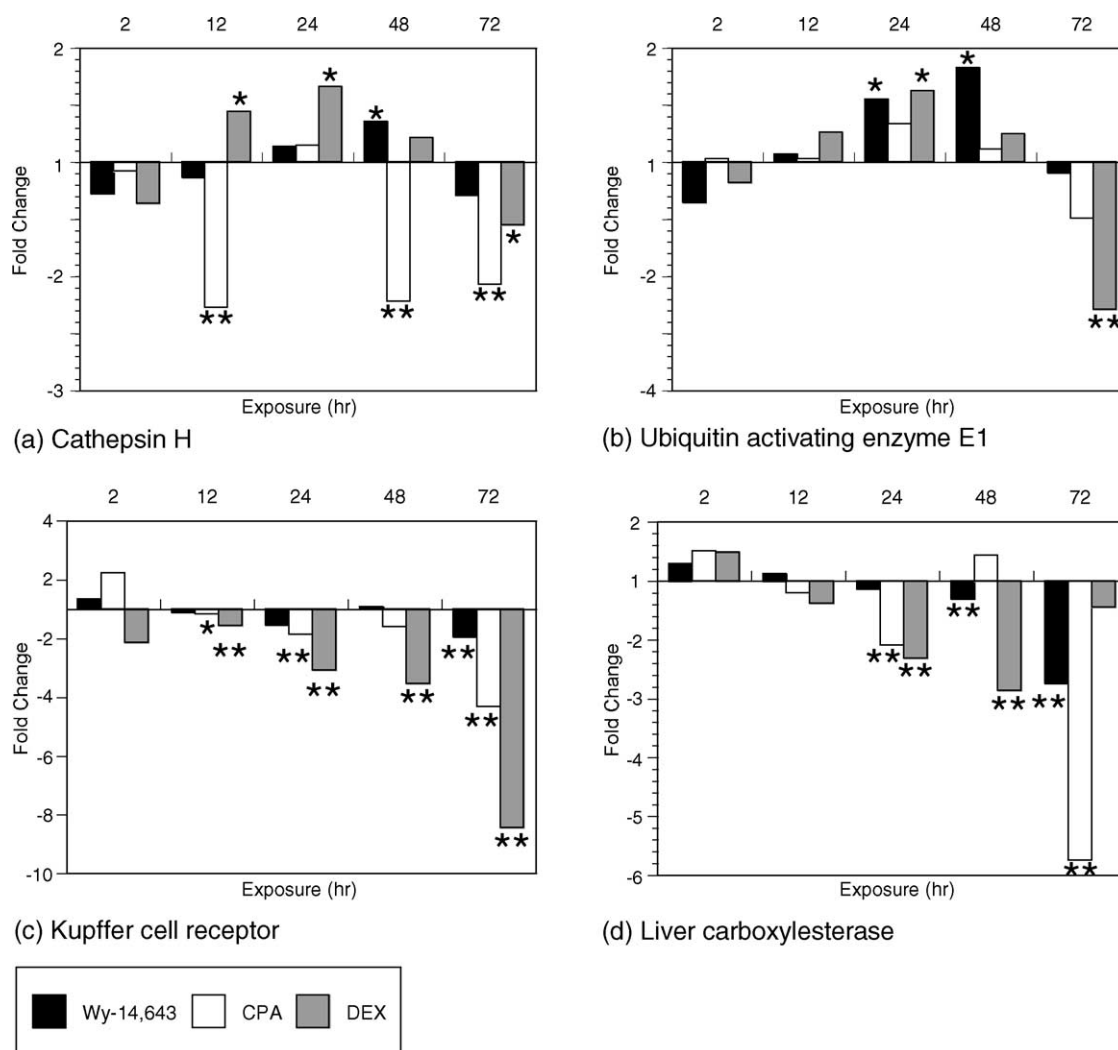 2 12 24 48 72
2
*
*
*
1
Fold Change
*
-2
**
**
**
-3
Exposure (hr)
(a) Cathepsin H
2 12 24 48 72
2
*
*
*
1
Fold Change
-2
**
-4
Exposure (hr)
(b) Ubiquitin activating enzyme E1
2 12 24 48 72
4
2
*
**
-2
**
**
Fold Change
**
**
-4
**
-6
-8
**
-10
Exposure (hr)
(c) Kupffer cell receptor
2 12 24 48 72
2
1
**
-2
** **
Fold Change
-3
** **
-4
-5
**
-6
Exposure (hr)
(d) Liver carboxylesterase
Wy-14,643 CPA DEX